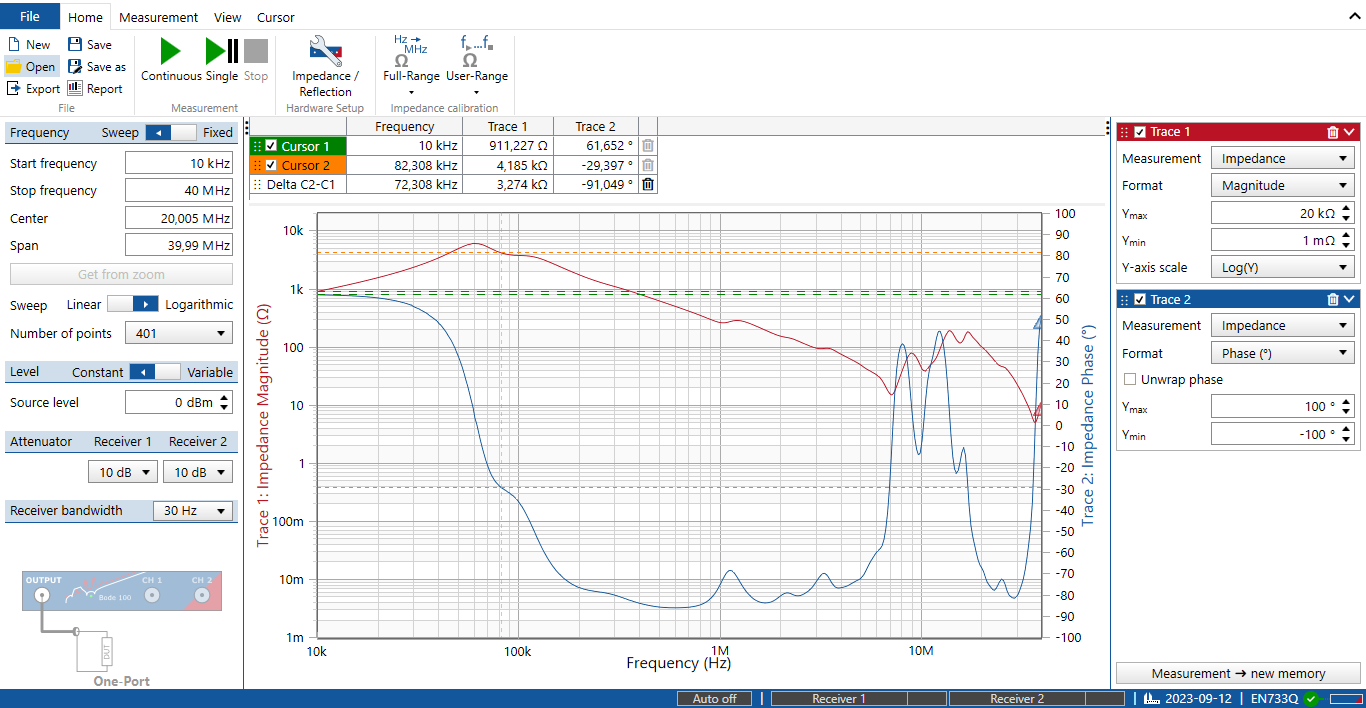 File Home Measurement View Cursor
New Save
Open Save as
Export Report
File
Continuous Single Stop
Measurement
Impedance / Reflection
Hardware Setup
Hz → MHz Ω
Full-Range
f▸...f■ Ω
User-Range
Impedance calibration
Frequency Sweep Fixed
Start frequency 10 kHz
Stop frequency 40 MHz
Center 20,005 MHz
Span 39,99 MHz
Get from zoom
Sweep Linear Logarithmic
Number of points 401
Level Constant Variable
Source level 0 dBm
Attenuator Receiver 1 Receiver 2
10 dB 10 dB
Receiver bandwidth 30 Hz
OUTPUT CH 1 CH 2
Bode 100
DUT
One-Port
Frequency Trace 1 Trace 2
Cursor 1 10 kHz 911,227 Ω 61,652 °
Cursor 2 82,308 kHz 4,185 kΩ -29,397 °
Delta C2-C1 72,308 kHz 3,274 kΩ -91,049 °
Trace 1: Impedance Magnitude (Ω)
10k
1k
100
10
1
100m
10m
1m
100
90
80
70
60
50
40
30
20
10
0
-10
-20
-30
-40
-50
-60
-70
-80
-90
-100
Trace 2: Impedance Phase (°)
10k 100k 1M 10M
Frequency (Hz)
Trace 1
Measurement Impedance
Format Magnitude
Ymax 20 kΩ
Ymin 1 mΩ
Y-axis scale Log(Y)
Trace 2
Measurement Impedance
Format Phase (°)
Unwrap phase
Ymax 100 °
Ymin -100 °
Measurement → new memory
Auto off | Receiver 1 Receiver 2 | 2023-09-12 | EN733Q